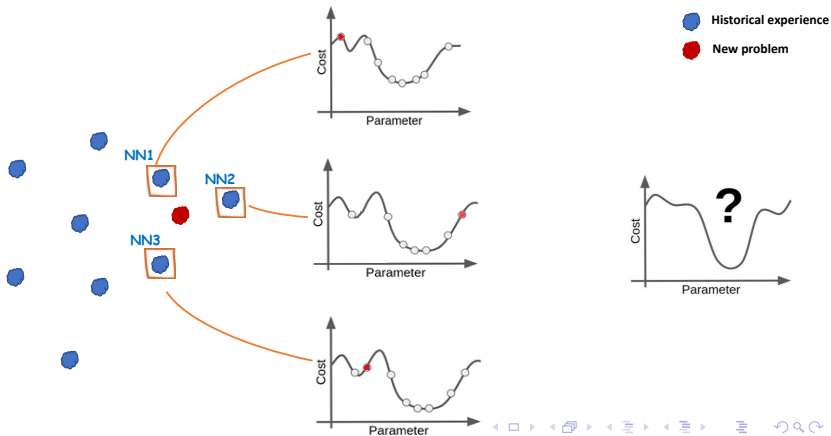 Historical experience
New problem
NN1
NN2
NN3
Cost
Parameter
Cost
Parameter
Cost
Parameter
?
Cost
Parameter